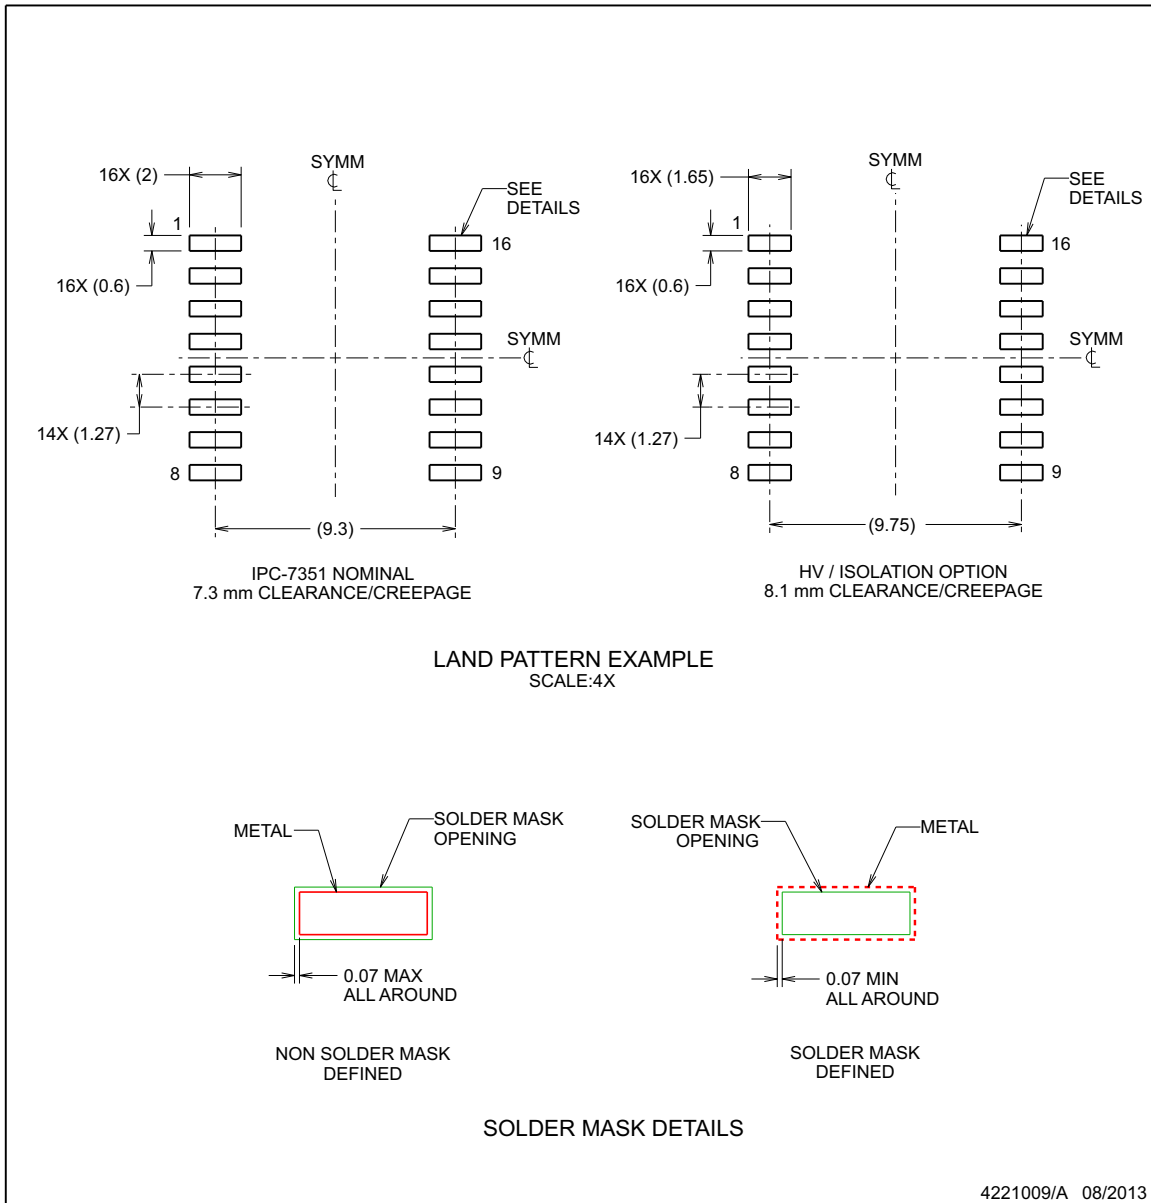 SYMM
℄
16X (2)
SEE
DETAILS
1
16
16X (0.6)
SYMM
℄
14X (1.27)
8
9
(9.3)
IPC-7351 NOMINAL
7.3 mm CLEARANCE/CREEPAGE
SYMM
℄
16X (1.65)
SEE
DETAILS
1
16
16X (0.6)
SYMM
℄
14X (1.27)
8
9
(9.75)
HV / ISOLATION OPTION
8.1 mm CLEARANCE/CREEPAGE
LAND PATTERN EXAMPLE
SCALE:4X
METAL
SOLDER MASK
OPENING
0.07 MAX
ALL AROUND
NON SOLDER MASK
DEFINED
SOLDER MASK
OPENING
METAL
0.07 MIN
ALL AROUND
SOLDER MASK
DEFINED
SOLDER MASK DETAILS
4221009/A 08/2013